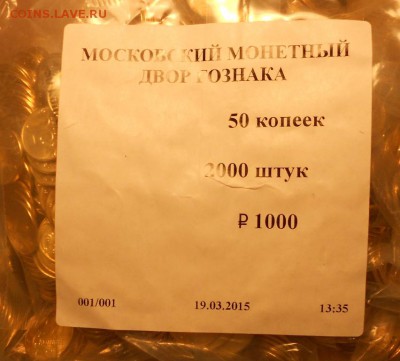 COINS.LAVE.RU
МОСКОВСКИЙ МОНЕТНЫЙ
ДВОР ГОЗНАКА
50 копеек
2000 штук
₽ 1000
001/001 19.03.2015 13:35